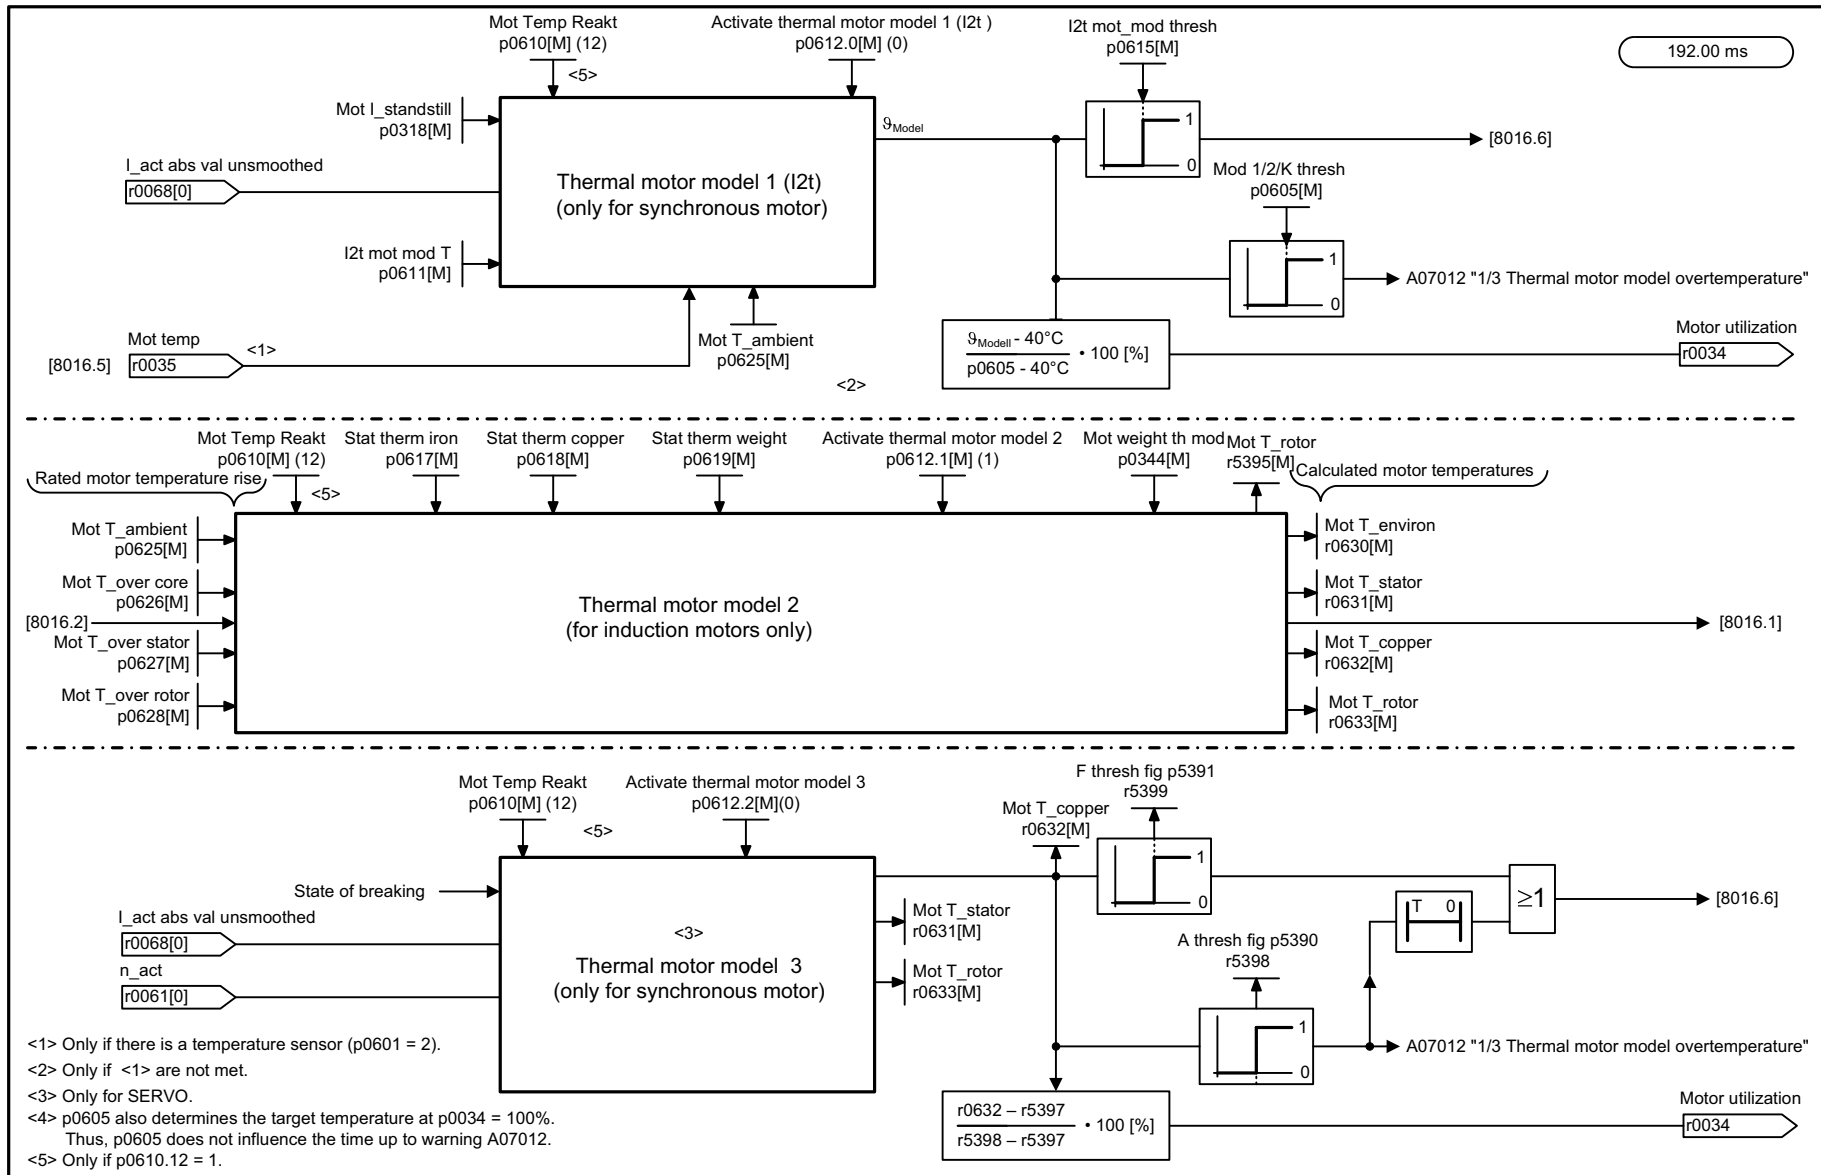 Mot Temp Reakt
p0610[M] (12)
<5>
Activate thermal motor model 1 (I2t )
p0612.0[M] (0)
I2t mot_mod thresh
p0615[M]
192.00 ms
Mot I_standstill
p0318[M]
I_act abs val unsmoothed
r0068[0]
I2t mot mod T
p0611[M]
Thermal motor model 1 (I2t)
(only for synchronous motor)
ϑModel
1
0
[8016.6]
Mod 1/2/K thresh
p0605[M]
1
0
A07012 "1/3 Thermal motor model overtemperature"
[8016.5]
Mot temp
r0035
<1>
Mot T_ambient
p0625[M]
<2>
ϑModell - 40°C
p0605 - 40°C
• 100 [%]
Motor utilization
r0034
Mot Temp Reakt
p0610[M] (12)
<5>
Stat therm iron
p0617[M]
Stat therm copper
p0618[M]
Stat therm weight
p0619[M]
Activate thermal motor model 2
p0612.1[M] (1)
Mot weight th mod
p0344[M]
Mot T_rotor
r5395[M]
Rated motor temperature rise
Calculated motor temperatures
Mot T_ambient
p0625[M]
Mot T_over core
p0626[M]
[8016.2]
Mot T_over stator
p0627[M]
Mot T_over rotor
p0628[M]
Thermal motor model 2
(for induction motors only)
Mot T_environ
r0630[M]
Mot T_stator
r0631[M]
[8016.1]
Mot T_copper
r0632[M]
Mot T_rotor
r0633[M]
Mot Temp Reakt
p0610[M] (12)
<5>
Activate thermal motor model 3
p0612.2[M](0)
Mot T_copper
r0632[M]
F thresh fig p5391
r5399
1
0
State of breaking
I_act abs val unsmoothed
r0068[0]
n_act
r0061[0]
<3>
Thermal motor model 3
(only for synchronous motor)
Mot T_stator
r0631[M]
Mot T_rotor
r0633[M]
T 0
≥1
[8016.6]
A thresh fig p5390
r5398
1
0
A07012 "1/3 Thermal motor model overtemperature"
r0632 – r5397
r5398 – r5397
• 100 [%]
Motor utilization
r0034
<1> Only if there is a temperature sensor (p0601 = 2).
<2> Only if <1> are not met.
<3> Only for SERVO.
<4> p0605 also determines the target temperature at p0034 = 100%.
Thus, p0605 does not influence the time up to warning A07012.
<5> Only if p0610.12 = 1.